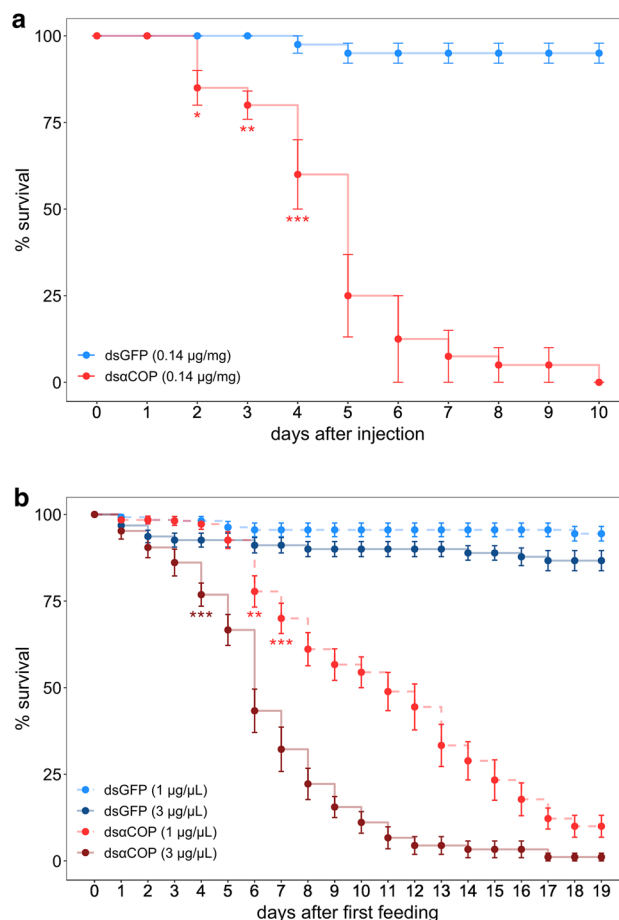 a
% survival
100
75
50
25
0
*
**
***
dsGFP (0.14 µg/mg)
dsαCOP (0.14 µg/mg)
0 1 2 3 4 5 6 7 8 9 10
days after injection
b
% survival
100
75
50
25
0
***
**
***
dsGFP (1 µg/µL)
dsGFP (3 µg/µL)
dsαCOP (1 µg/µL)
dsαCOP (3 µg/µL)
0 1 2 3 4 5 6 7 8 9 10 11 12 13 14 15 16 17 18 19
days after first feeding